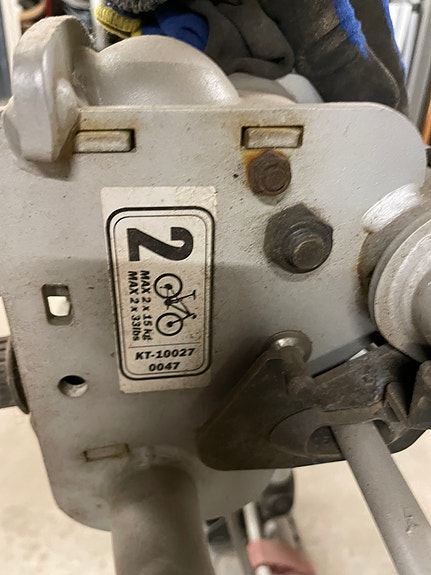 2
MAX 2 x 15 kg
MAX 2 x 33lbs
KT-10027
0047